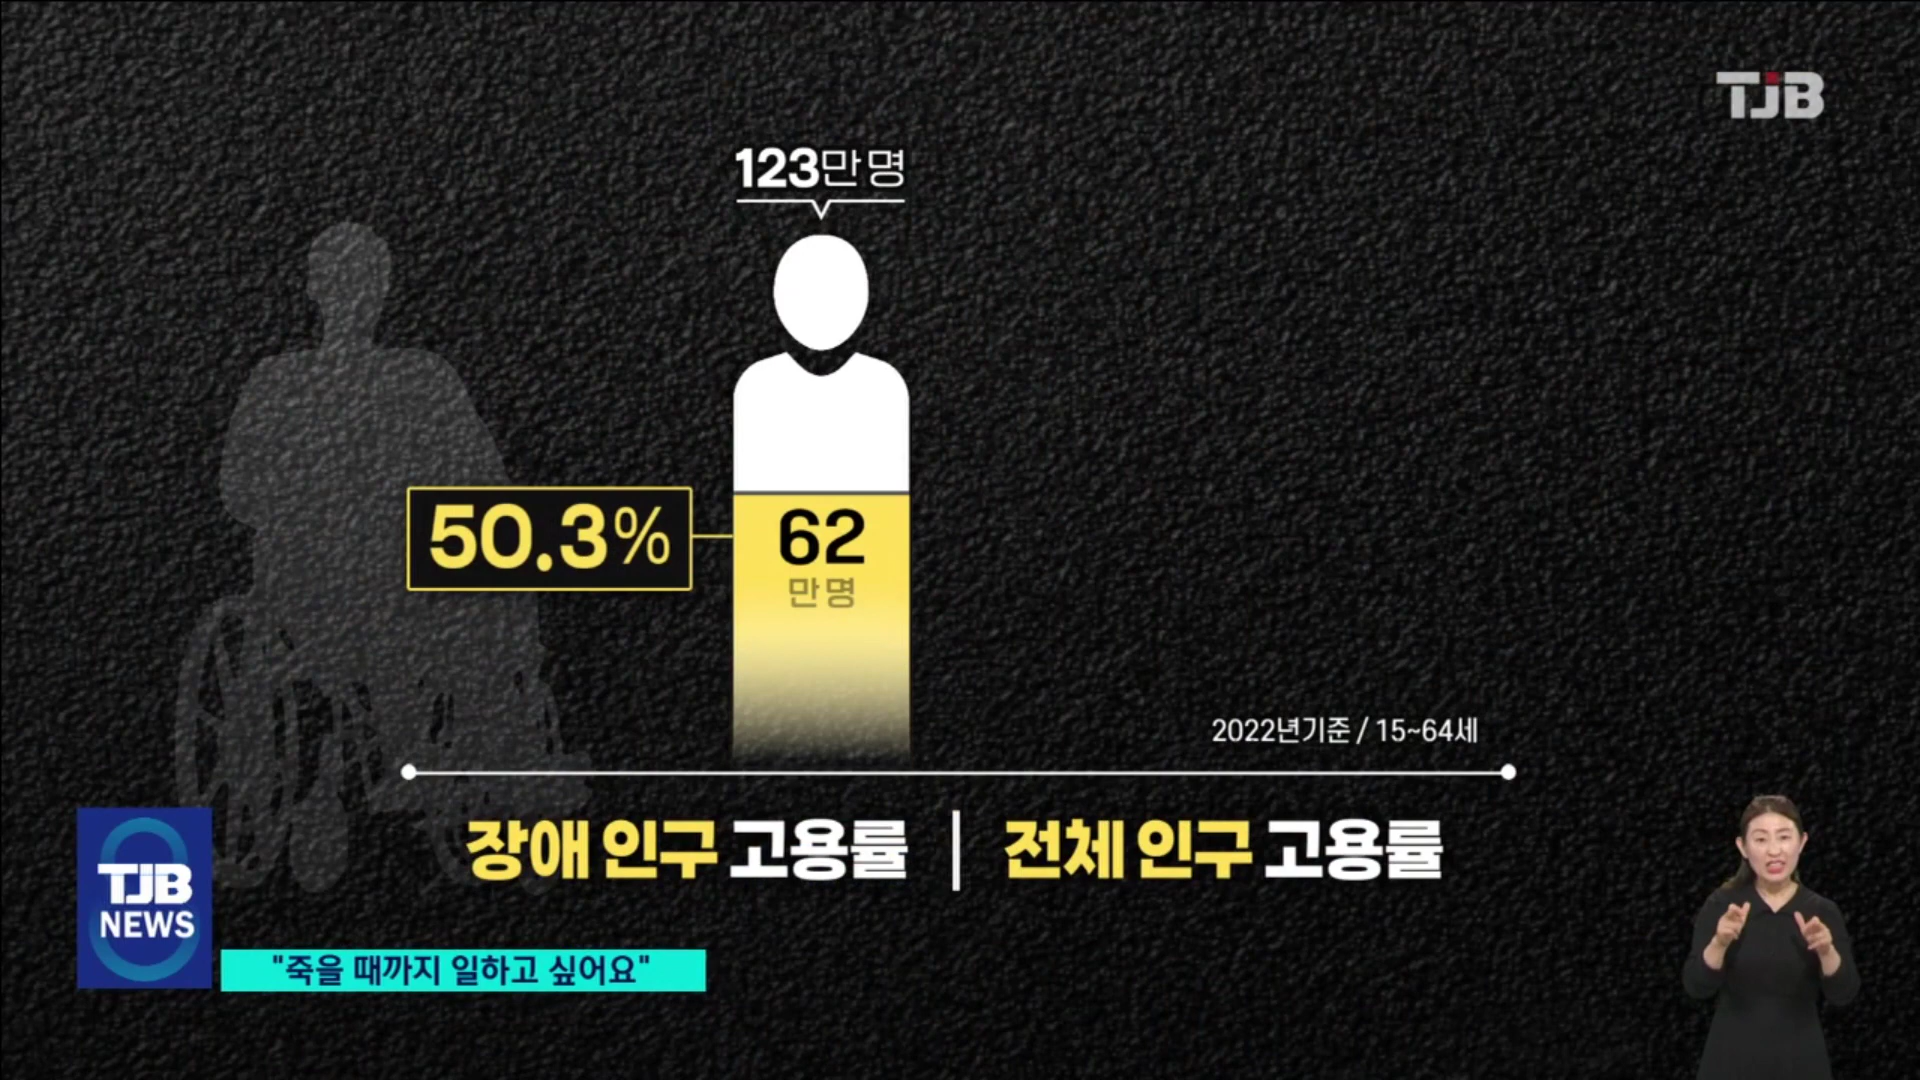 TJB
123만 명
50.3%
62
만 명
2022년기준 / 15~64세
장애 인구 고용률 | 전체 인구 고용률
TJB
NEWS
"죽을 때까지 일하고 싶어요"